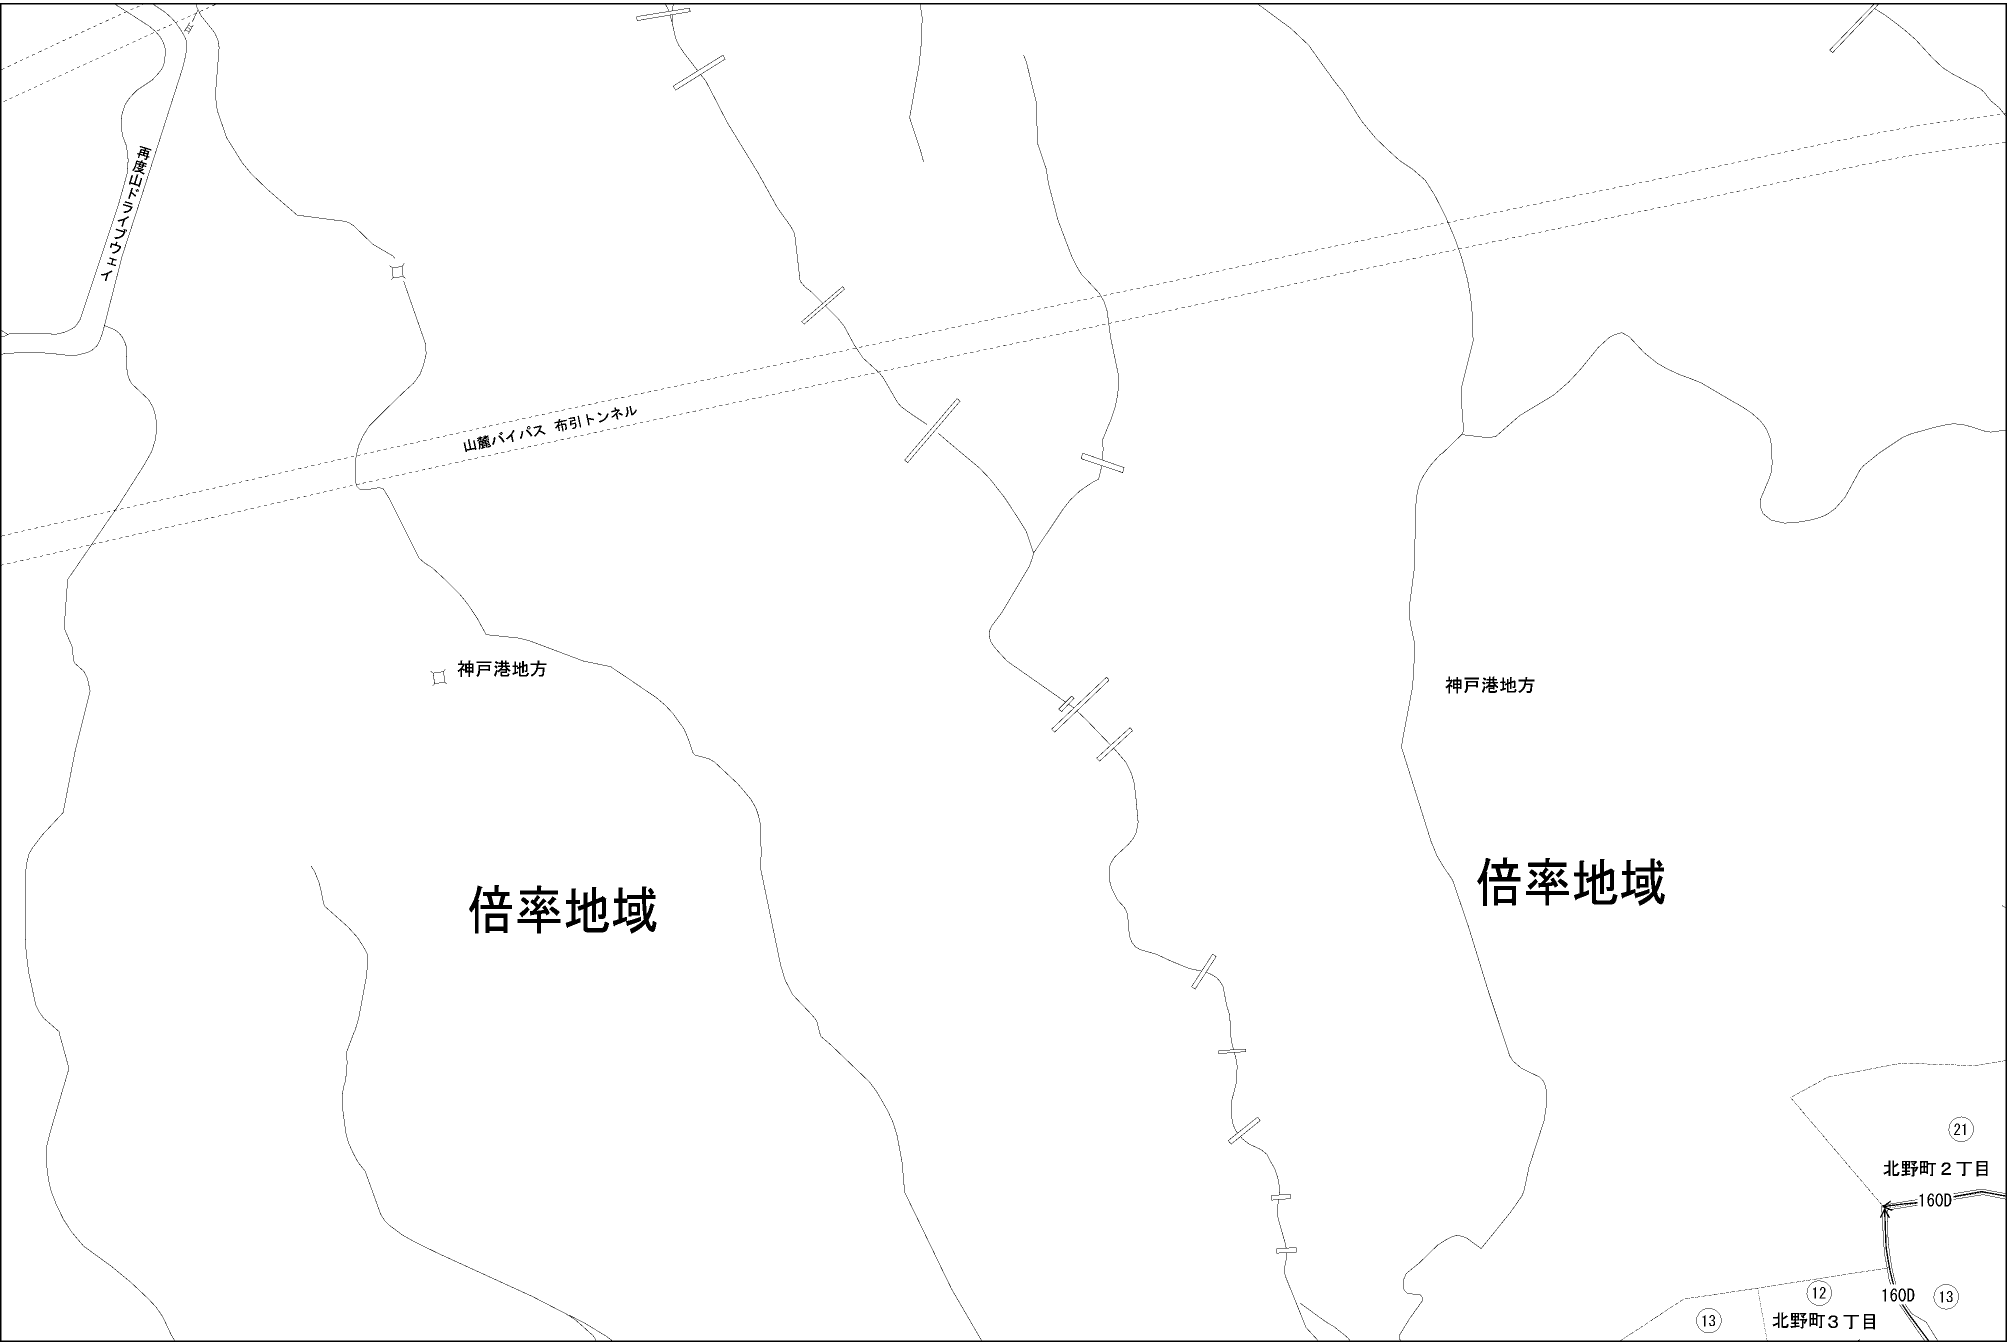 再度山ドライブウェイ
山麓バイパス 布引トンネル
神戸港地方
神戸港地方
倍率地域
倍率地域
21
北野町2丁目
160D
160D
12
13
13
北野町3丁目